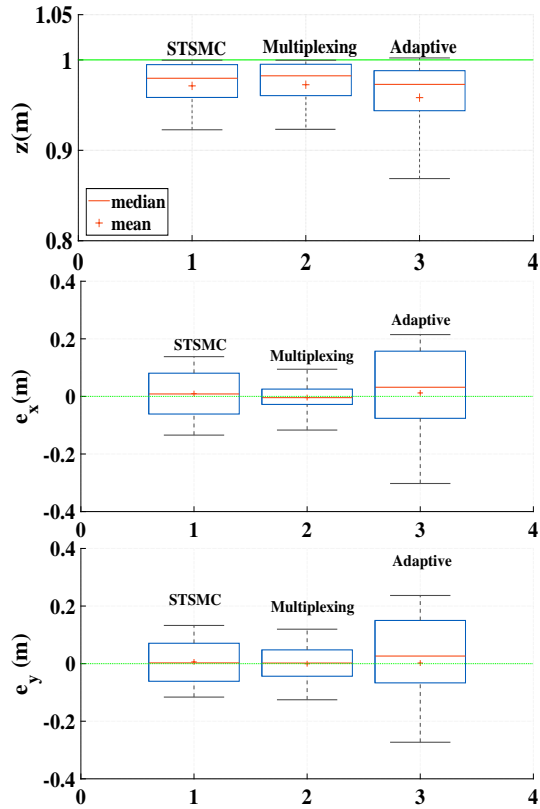 1.05
STSMC Multiplexing Adaptive
1
z(m)
0.9
median
mean
0.8
0 1 2 3 4
0.4
Adaptive
0.2
STSMC
Multiplexing
e_x(m)
0
-0.2
-0.4
0 1 2 3 4
0.4
Adaptive
0.2
STSMC
Multiplexing
e_y(m)
0
-0.2
-0.4
0 1 2 3 4